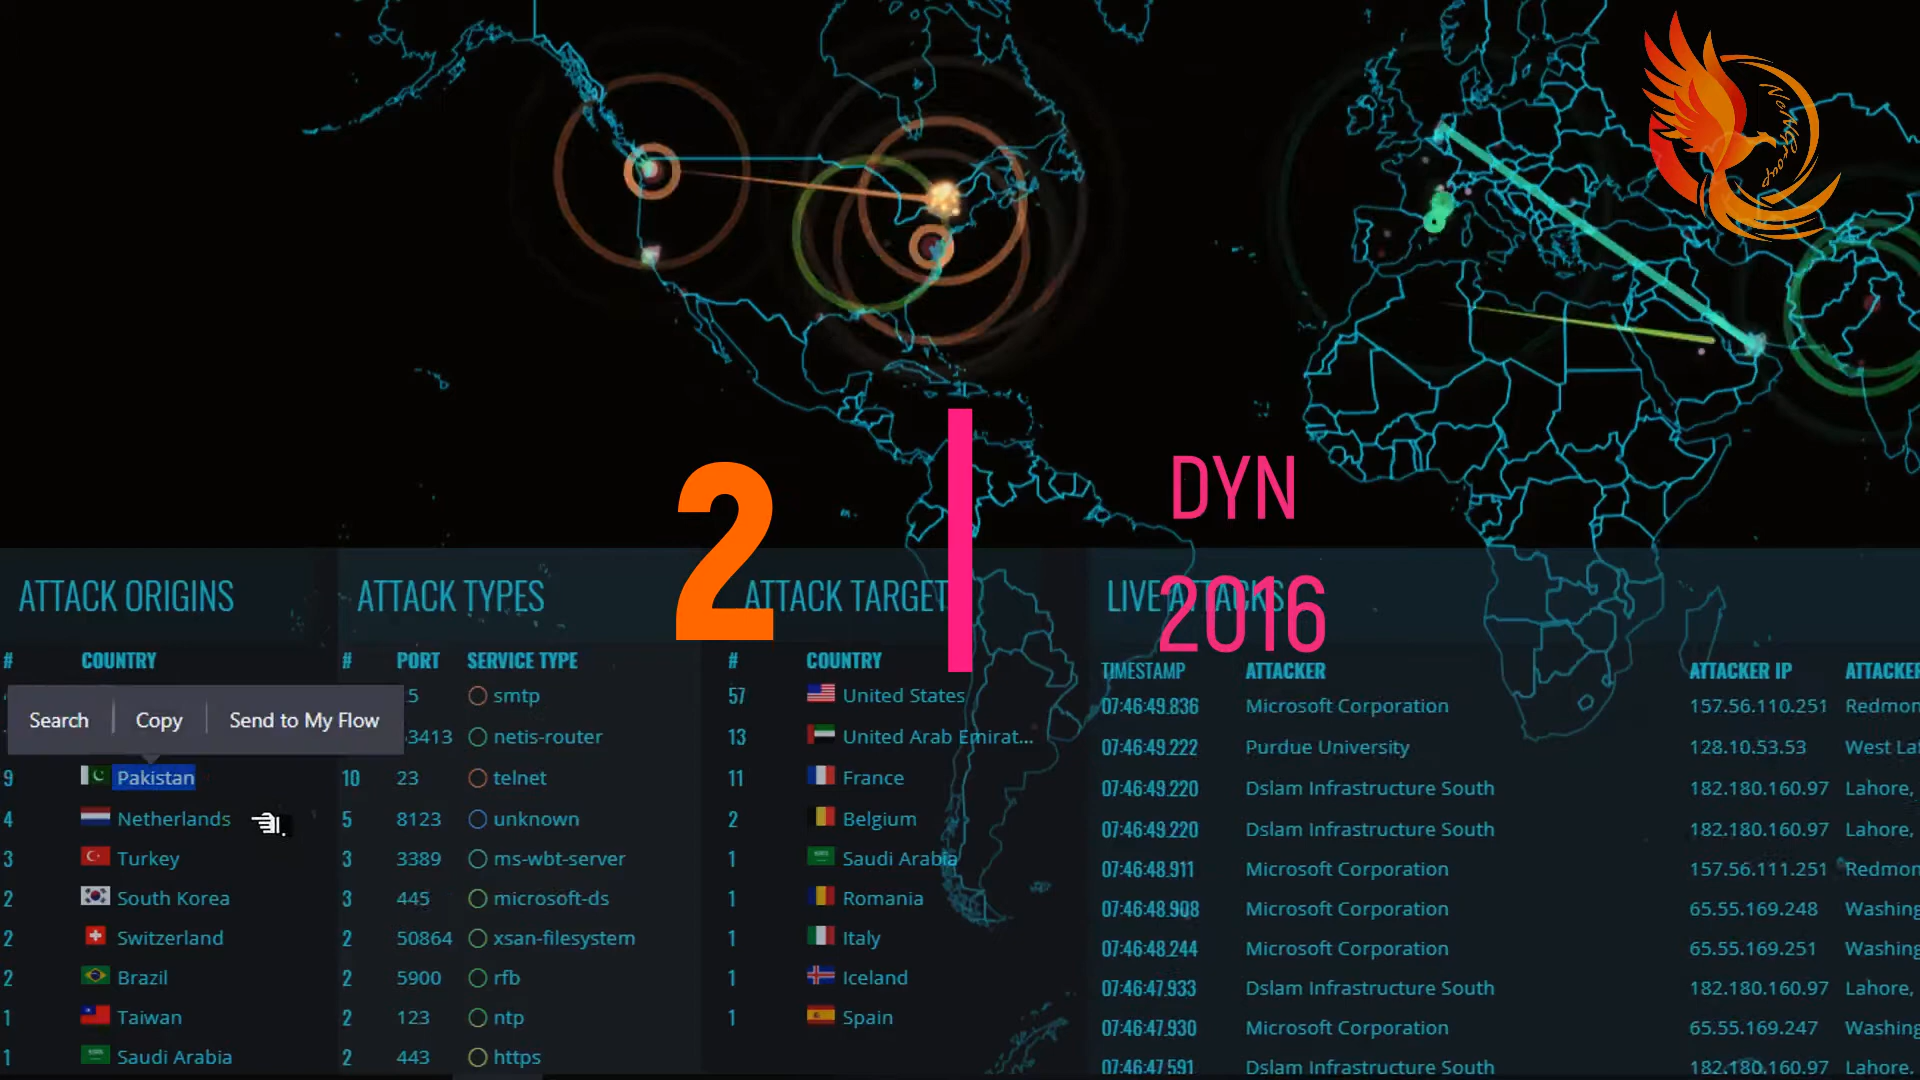 NoNGroup
2
DYN
2016
ATTACK ORIGINS
# COUNTRY
Search Copy Send to My Flow
9 Pakistan
4 Netherlands
3 Turkey
2 South Korea
2 Switzerland
2 Brazil
1 Taiwan
1 Saudi Arabia
ATTACK TYPES
# PORT SERVICE TYPE
5 smtp
3413 netis-router
10 23 telnet
5 8123 unknown
3 3389 ms-wbt-server
3 445 microsoft-ds
2 50864 xsan-filesystem
2 5900 rfb
2 123 ntp
2 443 https
ATTACK TARGET
# COUNTRY
57 United States
13 United Arab Emirat...
11 France
2 Belgium
1 Saudi Arabia
1 Romania
1 Italy
1 Iceland
1 Spain
LIVE ATTACKS
TIMESTAMP ATTACKER ATTACKER IP ATTACKER
07:46:49.836 Microsoft Corporation 157.56.110.251 Redmon
07:46:49.222 Purdue University 128.10.53.53 West Laf
07:46:49.220 Dslam Infrastructure South 182.180.160.97 Lahore,
07:46:49.220 Dslam Infrastructure South 182.180.160.97 Lahore,
07:46:48.911 Microsoft Corporation 157.56.111.251 Redmon
07:46:48.908 Microsoft Corporation 65.55.169.248 Washing
07:46:48.244 Microsoft Corporation 65.55.169.251 Washing
07:46:47.933 Dslam Infrastructure South 182.180.160.97 Lahore,
07:46:47.930 Microsoft Corporation 65.55.169.247 Washing
07:46:47.591 Dslam Infrastructure South 182.180.160.97 Lahore,